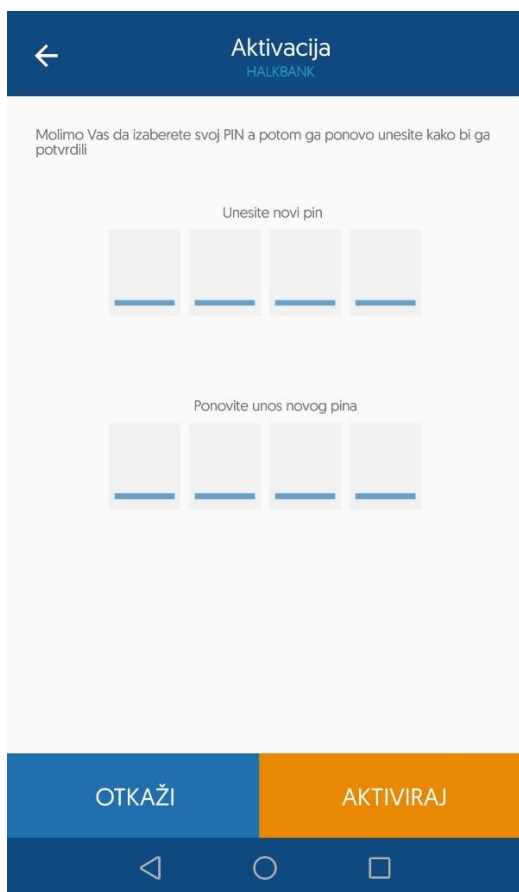 Aktivacija
HALKBANK
Molimo Vas da izaberete svoj PIN a potom ga ponovo unesite kako bi ga
potvrdili
Unesite novi pin
Ponovite unos novog pina
OTKAŽI
AKTIVIRAJ